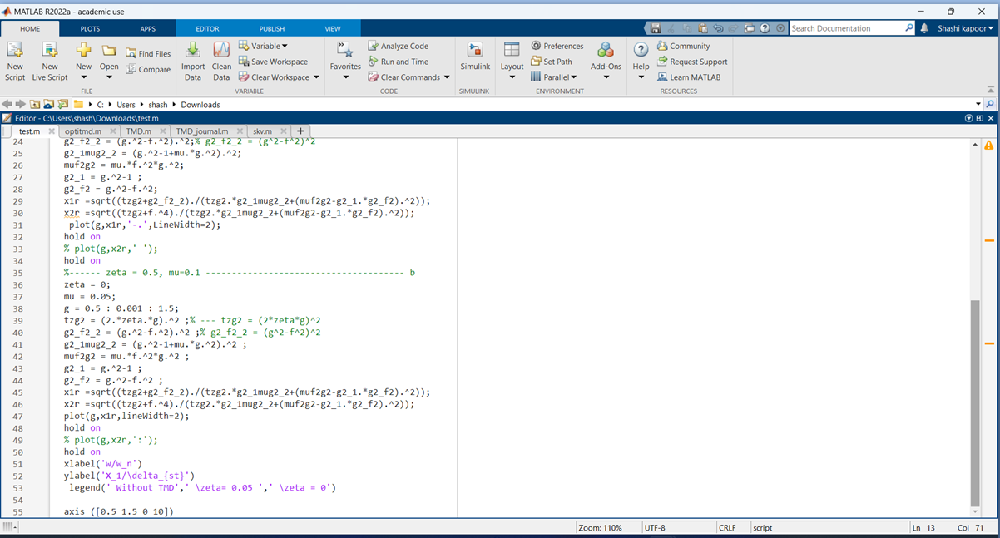 MATLAB R2022a - academic use
HOME PLOTS APPS EDITOR PUBLISH VIEW
Search Documentation
Shashi kapoor
New Script
New Live Script
New
Open
Find Files
Compare
FILE
Import Data
Clean Data
Variable
Save Workspace
Clear Workspace
VARIABLE
Favorites
Analyze Code
Run and Time
Clear Commands
CODE
Simulink
SIMULINK
Layout
Preferences
Set Path
Parallel
Add-Ons
ENVIRONMENT
Help
Community
Request Support
Learn MATLAB
RESOURCES
C: Users shash Downloads
Editor - C:\Users\shash\Downloads\test.m
test.m optitmd.m TMD.m TMD_journal.m skv.m
24 g2_f2_2 = (g.^2-f.^2).^2;% g2_f2_2 = (g^2-f^2)^2
25 g2_1mug2_2 = (g.^2-1+mu.*g.^2).^2;
26 muf2g2 = mu.*f.^2*g.^2;
27 g2_1 = g.^2-1 ;
28 g2_f2 = g.^2-f.^2;
29 x1r =sqrt((tzg2+g2_f2_2)./(tzg2.*g2_1mug2_2+(muf2g2-g2_1.*g2_f2).^2));
30 x2r =sqrt((tzg2+f.^4)./(tzg2.*g2_1mug2_2+(muf2g2-g2_1.*g2_f2).^2));
31 plot(g,x1r,'-.',LineWidth=2);
32 hold on
33 % plot(g,x2r,' ');
34 hold on
35 %------ zeta = 0.5, mu=0.1 ------------------------------------- b
36 zeta = 0;
37 mu = 0.05;
38 g = 0.5 : 0.001 : 1.5;
39 tzg2 = (2.*zeta.*g).^2 ;% --- tzg2 = (2*zeta*g)^2
40 g2_f2_2 = (g.^2-f.^2).^2 ;% g2_f2_2 = (g^2-f^2)^2
41 g2_1mug2_2 = (g.^2-1+mu.*g.^2).^2 ;
42 muf2g2 = mu.*f.^2*g.^2 ;
43 g2_1 = g.^2-1 ;
44 g2_f2 = g.^2-f.^2 ;
45 x1r =sqrt((tzg2+g2_f2_2)./(tzg2.*g2_1mug2_2+(muf2g2-g2_1.*g2_f2).^2));
46 x2r =sqrt((tzg2+f.^4)./(tzg2.*g2_1mug2_2+(muf2g2-g2_1.*g2_f2).^2));
47 plot(g,x1r,lineWidth=2);
48 hold on
49 % plot(g,x2r,':');
50 hold on
51 xlabel('w/w_n')
52 ylabel('X_1/\delta_{st}')
53 legend(' Without TMD',' \zeta= 0.05 ',' \zeta = 0')
54
55 axis ([0.5 1.5 0 10])
Zoom: 110% UTF-8 CRLF script Ln 13 Col 71